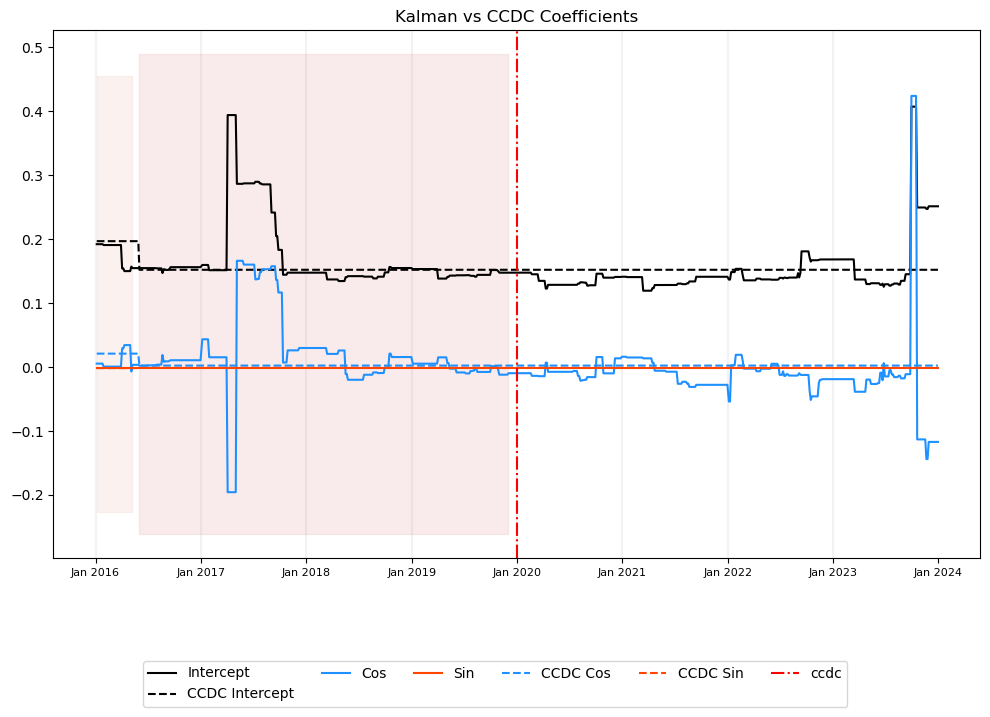 Kalman vs CCDC Coefficients
0.5
0.4
0.3
0.2
0.1
0.0
−0.1
−0.2
Jan 2016 Jan 2017 Jan 2018 Jan 2019 Jan 2020 Jan 2021 Jan 2022 Jan 2023 Jan 2024
Intercept Cos Sin CCDC Cos CCDC Sin ccdc
CCDC Intercept